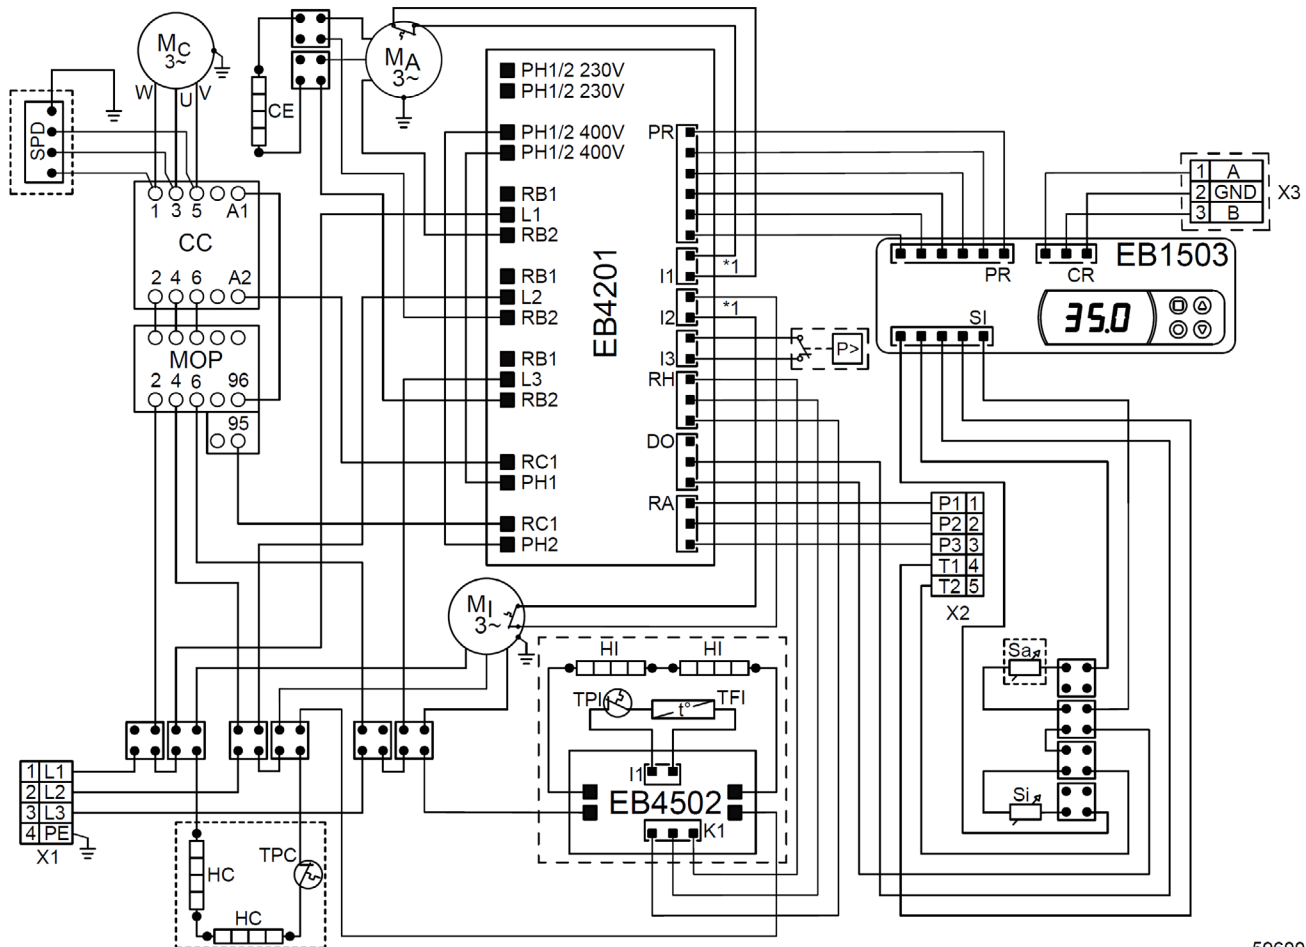 MC
3~
MA
3~
W
U
V
SPD
CE
PH1/2 230V
PH1/2 230V
PH1/2 400V
PH1/2 400V
RB1
L1
RB2
RB1
L2
RB2
RB1
L3
RB2
RC1
PH1
RC1
PH2
EB4201
PR
I1
*1
I2
*1
I3
RH
DO
RA
P>
1 3 5 A1
CC
2 4 6 A2
MOP
2 4 6 96
95
1 A
2 GND
3 B
X3
EB1503
PR
CR
SI
35.0
P1 1
P2 2
P3 3
T1 4
T2 5
X2
MI
3~
HI
HI
TPI
t°
TFI
I1
EB4502
K1
Sa
Si
1 L1
2 L2
3 L3
4 PE
X1
TPC
HC
HC